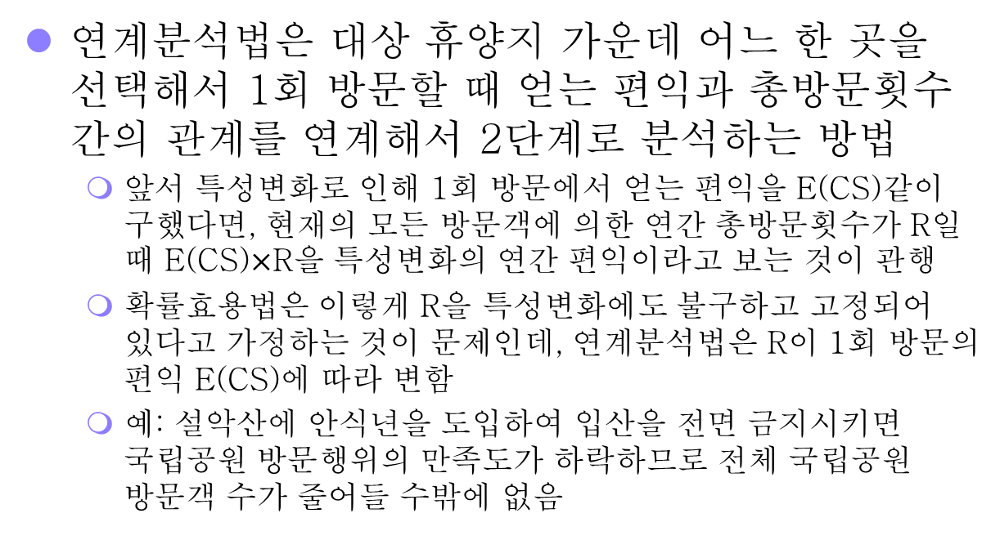 연계분석법은 대상 휴양지 가운데 어느 한 곳을
선택해서 1회 방문할 때 얻는 편익과 총방문횟수
간의 관계를 연계해서 2단계로 분석하는 방법
앞서 특성변화로 인해 1회 방문에서 얻는 편익을 E(CS)같이
구했다면, 현재의 모든 방문객에 의한 연간 총방문횟수가 R일
때 E(CS)×R을 특성변화의 연간 편익이라고 보는 것이 관행
확률효용법은 이렇게 R을 특성변화에도 불구하고 고정되어
있다고 가정하는 것이 문제인데, 연계분석법은 R이 1회 방문의
편익 E(CS)에 따라 변함
예: 설악산에 안식년을 도입하여 입산을 전면 금지시키면
국립공원 방문행위의 만족도가 하락하므로 전체 국립공원
방문객 수가 줄어들 수밖에 없음